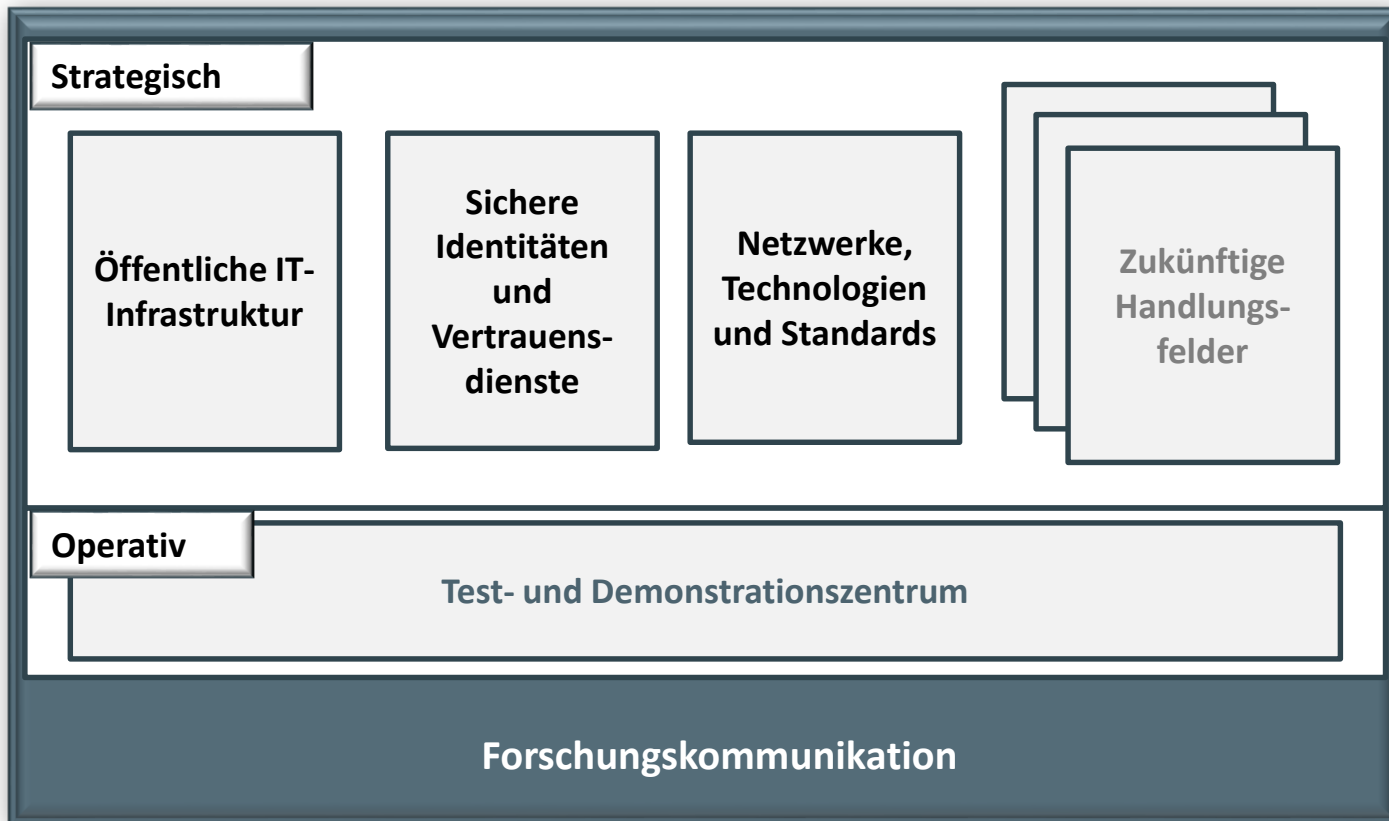 Strategisch
Öffentliche IT-
Infrastruktur
Sichere
Identitäten
und
Vertrauens-
dienste
Netzwerke,
Technologien
und Standards
Zukünftige
Handlungs-
felder
Operativ
Test- und Demonstrationszentrum
Forschungskommunikation